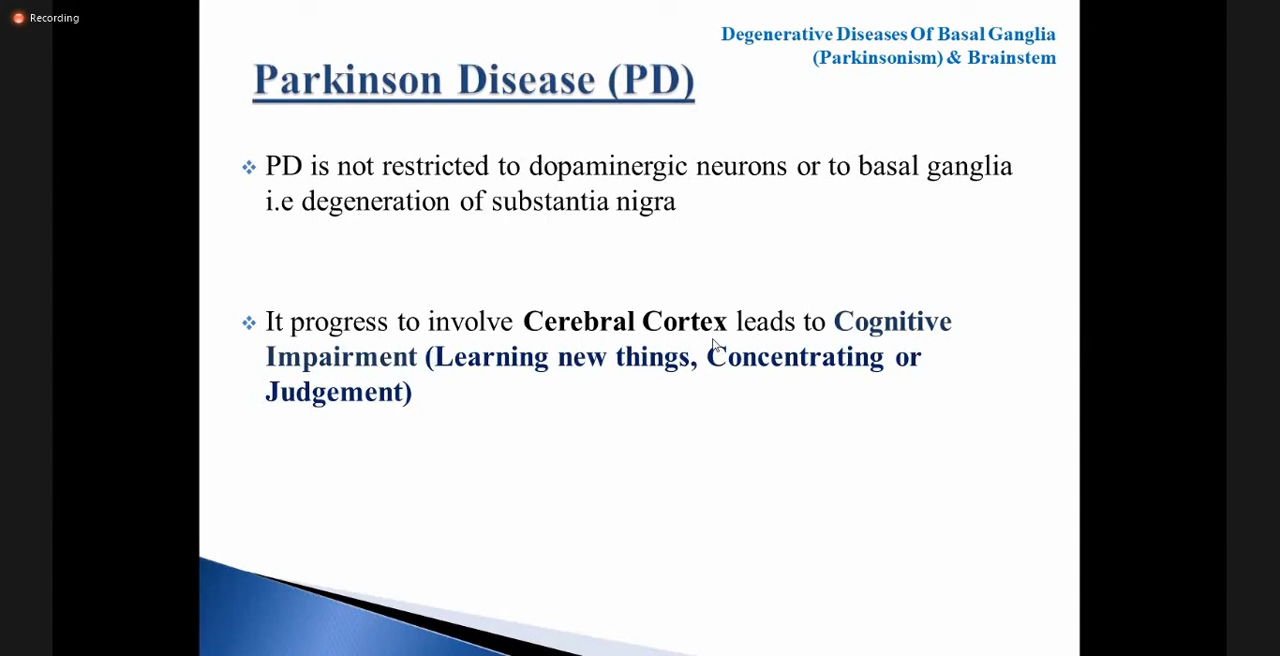 Recording
Degenerative Diseases Of Basal Ganglia
(Parkinsonism) & Brainstem
Parkinson Disease (PD)
PD is not restricted to dopaminergic neurons or to basal ganglia
i.e degeneration of substantia nigra
It progress to involve Cerebral Cortex leads to Cognitive
Impairment (Learning new things, Concentrating or
Judgement)